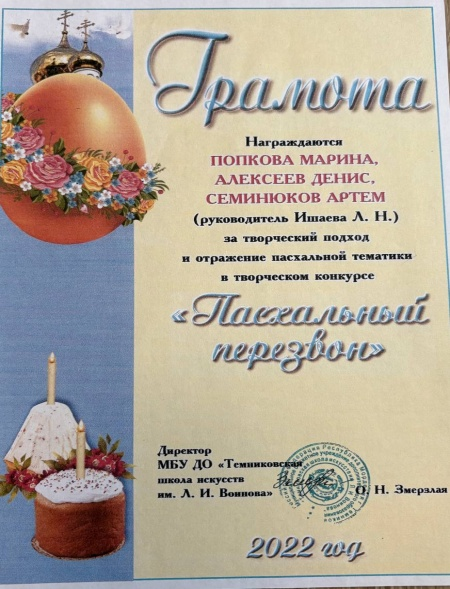 Грамота
Награждаются
ПОПКОВА МАРИНА,
АЛЕКСЕЕВ ДЕНИС,
СЕМИНЮКОВ АРТЕМ
(руководитель Ишаева Л. Н.)
за творческий подход
и отражение пасхальной тематики
в творческом конкурсе
«Пасхальный
перезвон»
Директор
МБУ ДО «Темниковская
школа искусств
им. Л. И. Воинова» О. Н. Змерзлая
2022 год